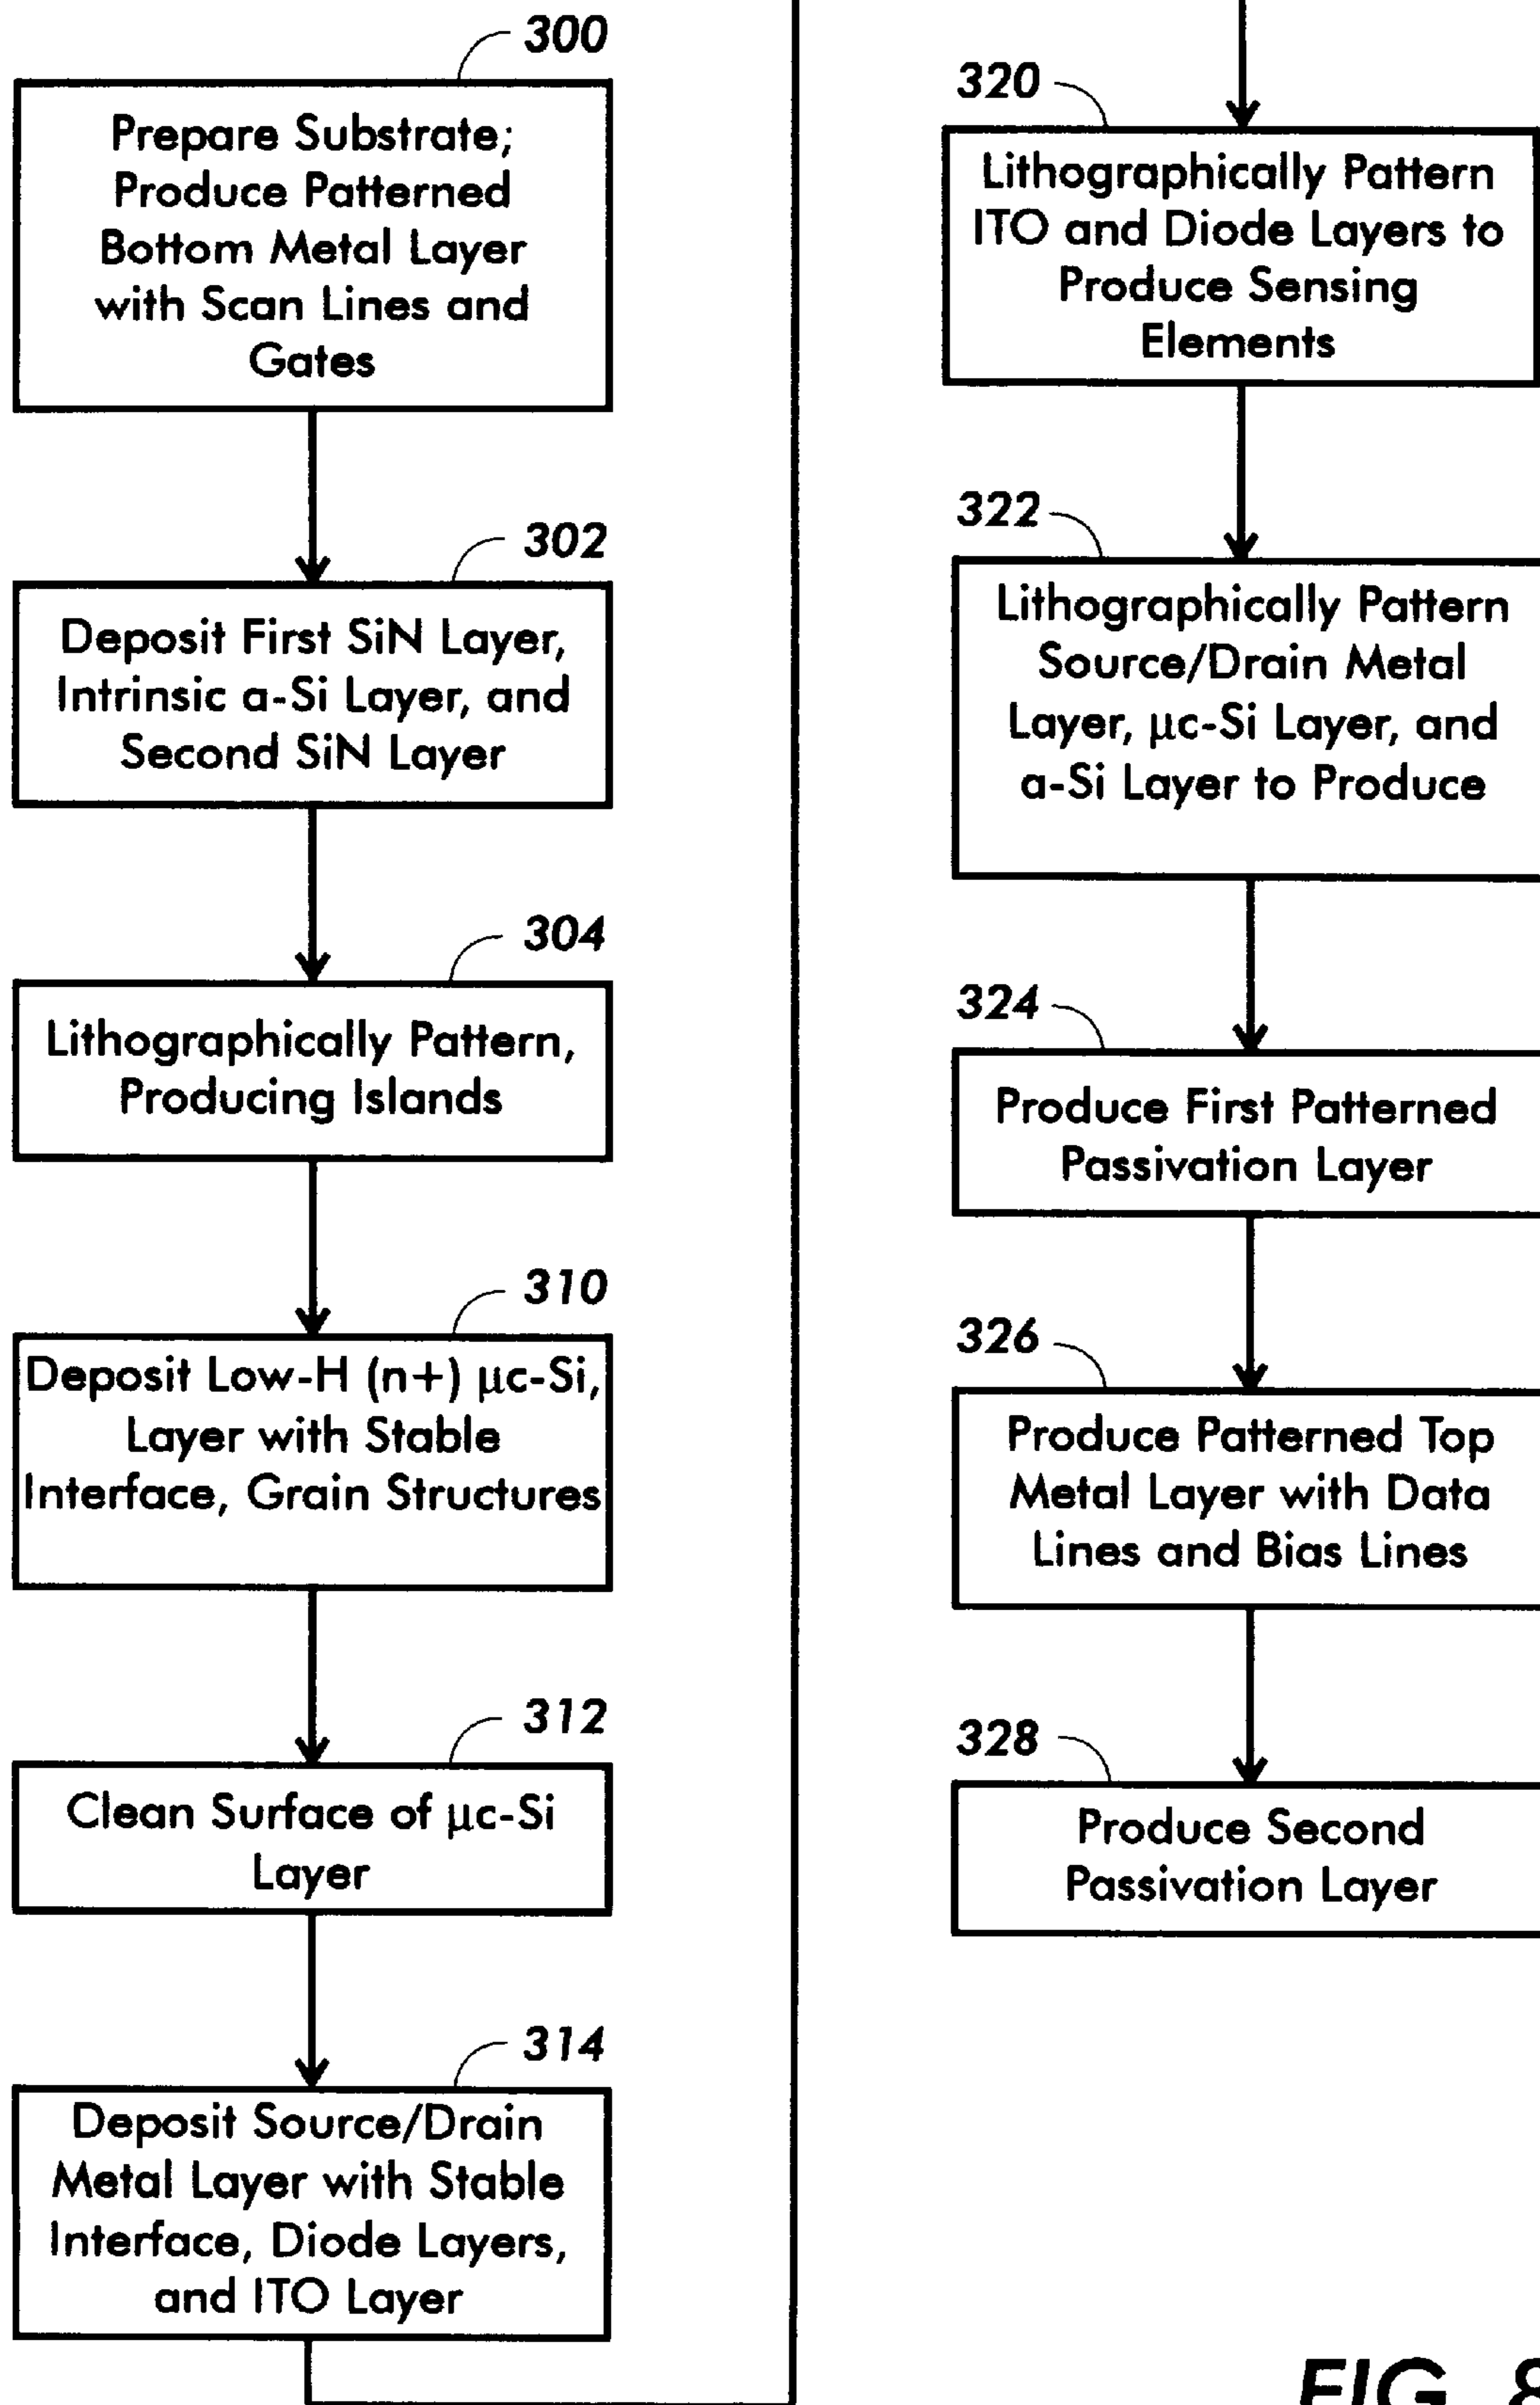 300
Prepare Substrate;
Produce Patterned
Bottom Metal Layer
with Scan Lines and
Gates
302
Deposit First SiN Layer,
Intrinsic a-Si Layer, and
Second SiN Layer
304
Lithographically Pattern,
Producing Islands
310
Deposit Low-H (n+) µc-Si,
Layer with Stable
Interface, Grain Structures
312
Clean Surface of µc-Si
Layer
314
Deposit Source/Drain
Metal Layer with Stable
Interface, Diode Layers,
and ITO Layer
320
Lithographically Pattern
ITO and Diode Layers to
Produce Sensing
Elements
322
Lithographically Pattern
Source/Drain Metal
Layer, µc-Si Layer, and
a-Si Layer to Produce
324
Produce First Patterned
Passivation Layer
326
Produce Patterned Top
Metal Layer with Data
Lines and Bias Lines
328
Produce Second
Passivation Layer
FIG. 8